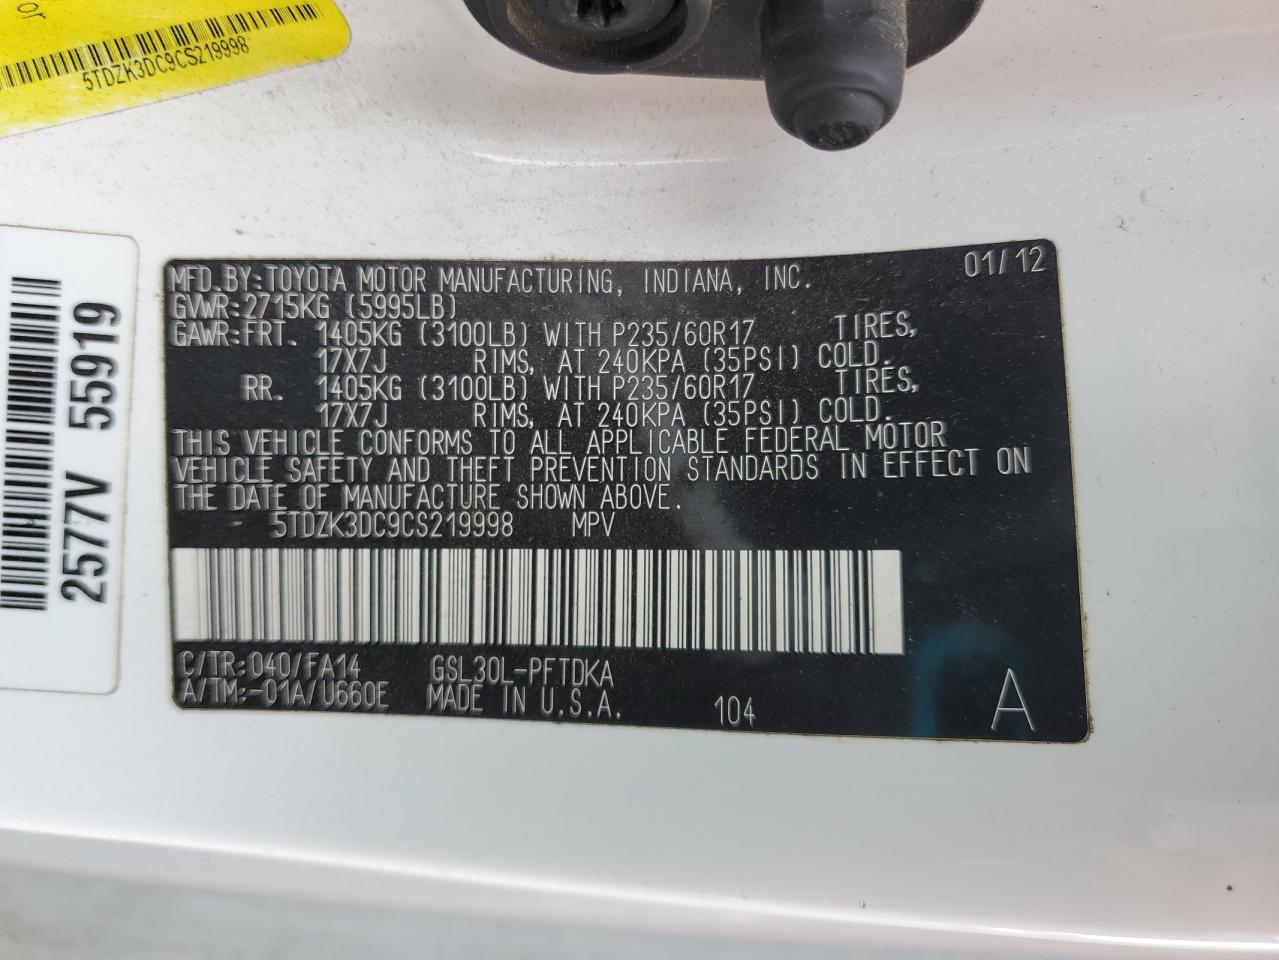 or
5TDZK3DC9CS219998
2577V 55919
MFD.BY:TOYOTA MOTOR MANUFACTURING, INDIANA, INC. 01/12
GVWR:2715KG (5995LB)
GAWR:FRT. 1405KG (3100LB) WITH P235/60R17 TIRES,
17X7J RIMS, AT 240KPA (35PSI) COLD.
RR. 1405KG (3100LB) WITH P235/60R17 TIRES,
17X7J RIMS, AT 240KPA (35PSI) COLD.
THIS VEHICLE CONFORMS TO ALL APPLICABLE FEDERAL MOTOR
VEHICLE SAFETY AND THEFT PREVENTION STANDARDS IN EFFECT ON
THE DATE OF MANUFACTURE SHOWN ABOVE.
5TDZK3DC9CS219998 MPV
C/TR:040/FA14 GSL30L-PFTDKA
A/TM:-01A/U660E MADE IN U.S.A. 104 A